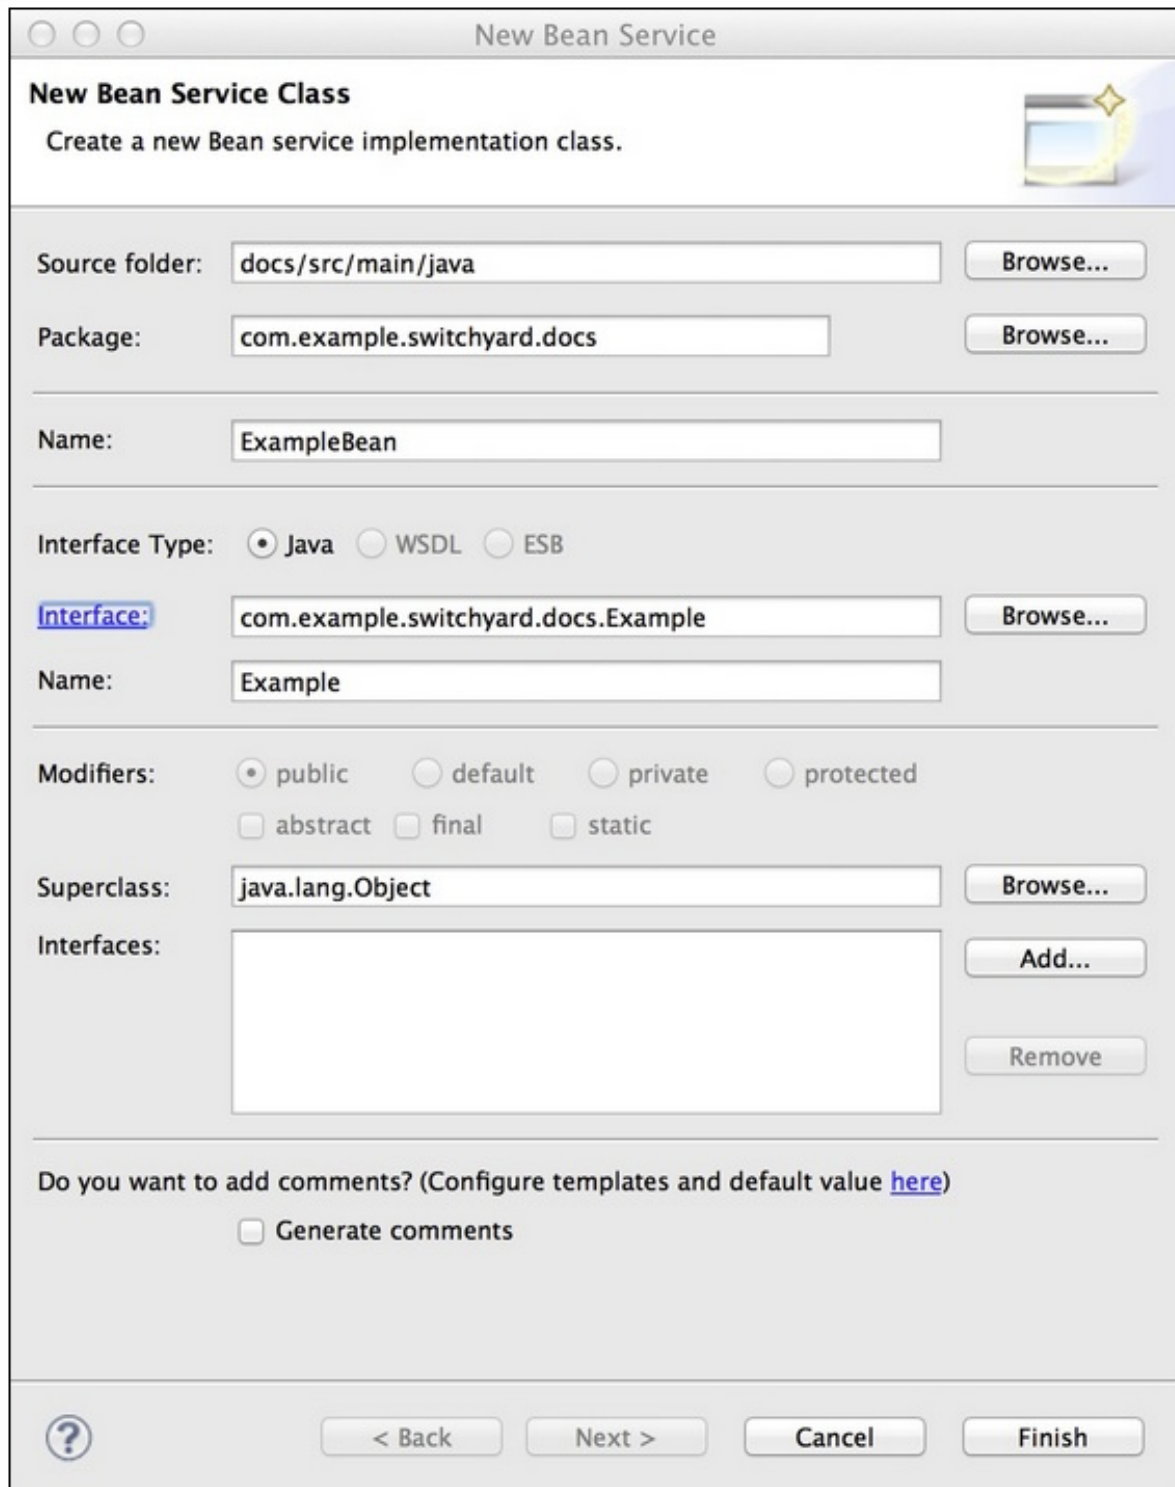 New Bean Service
New Bean Service Class
Create a new Bean service implementation class.
Source folder: docs/src/main/java Browse...
Package: com.example.switchyard.docs Browse...
Name: ExampleBean
Interface Type: Java WSDL ESB
Interface: com.example.switchyard.docs.Example Browse...
Name: Example
Modifiers: public default private protected
abstract final static
Superclass: java.lang.Object Browse...
Interfaces: Add...
Remove
Do you want to add comments? (Configure templates and default value here)
Generate comments
? < Back Next > Cancel Finish